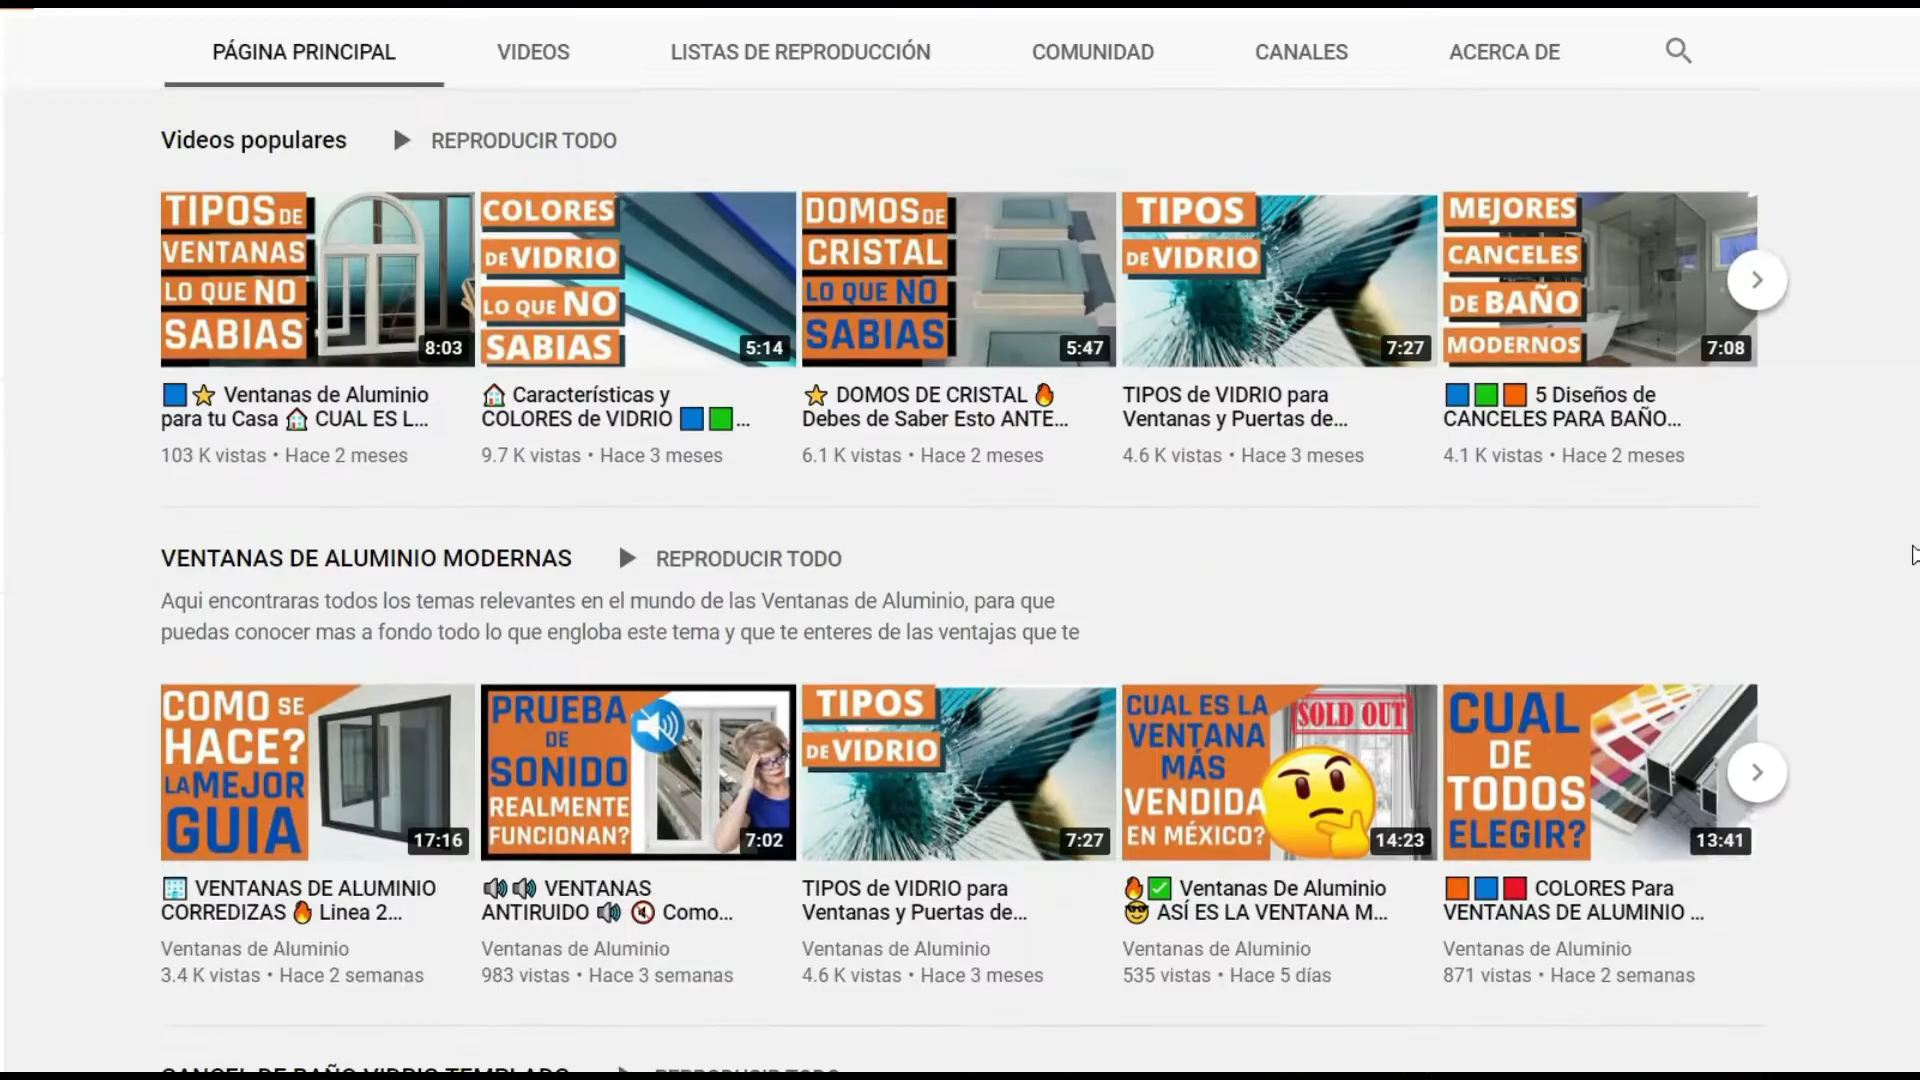 PÁGINA PRINCIPAL
VIDEOS
LISTAS DE REPRODUCCIÓN
COMUNIDAD
CANALES
ACERCA DE
Videos populares
REPRODUCIR TODO
TIPOS DE
VENTANAS
LO QUE NO
SABIAS
8:03
COLORES
DE VIDRIO
LO QUE NO
SABIAS
5:14
DOMOS DE
CRISTAL
LO QUE NO
SABIAS
5:47
TIPOS
DE VIDRIO
7:27
MEJORES
CANCELES
DE BAÑO
MODERNOS
7:08
🟦⭐ Ventanas de Aluminio
para tu Casa 🏠 CUAL ES L...
103 K vistas • Hace 2 meses
🏠 Características y
COLORES de VIDRIO 🟦🟩...
9.7 K vistas • Hace 3 meses
⭐ DOMOS DE CRISTAL 🔥
Debes de Saber Esto ANTE...
6.1 K vistas • Hace 2 meses
TIPOS de VIDRIO para
Ventanas y Puertas de...
4.6 K vistas • Hace 3 meses
🟦🟩🟧 5 Diseños de
CANCELES PARA BAÑO...
4.1 K vistas • Hace 2 meses
VENTANAS DE ALUMINIO MODERNAS
REPRODUCIR TODO
Aqui encontraras todos los temas relevantes en el mundo de las Ventanas de Aluminio, para que
puedas conocer mas a fondo todo lo que engloba este tema y que te enteres de las ventajas que te
COMO SE
HACE?
LA MEJOR
GUIA
17:16
PRUEBA
DE
SONIDO
REALMENTE
FUNCIONAN?
7:02
TIPOS
DE VIDRIO
7:27
CUAL ES LA
VENTANA
MÁS
VENDIDA
EN MÉXICO?
SOLD OUT
14:23
CUAL
DE
TODOS
ELEGIR?
13:41
🏢 VENTANAS DE ALUMINIO
CORREDIZAS 🔥 Linea 2...
Ventanas de Aluminio
3.4 K vistas • Hace 2 semanas
🔊🔊 VENTANAS
ANTIRUIDO 🔊 🔇 Como...
Ventanas de Aluminio
983 vistas • Hace 3 semanas
TIPOS de VIDRIO para
Ventanas y Puertas de...
Ventanas de Aluminio
4.6 K vistas • Hace 3 meses
🔥✅ Ventanas De Aluminio
😎 ASÍ ES LA VENTANA M...
Ventanas de Aluminio
535 vistas • Hace 5 días
🟧🟦🟥 COLORES Para
VENTANAS DE ALUMINIO ...
Ventanas de Aluminio
871 vistas • Hace 2 semanas
CANCEL DE BAÑO VIDRIO TEMPLADO
REPRODUCIR TODO